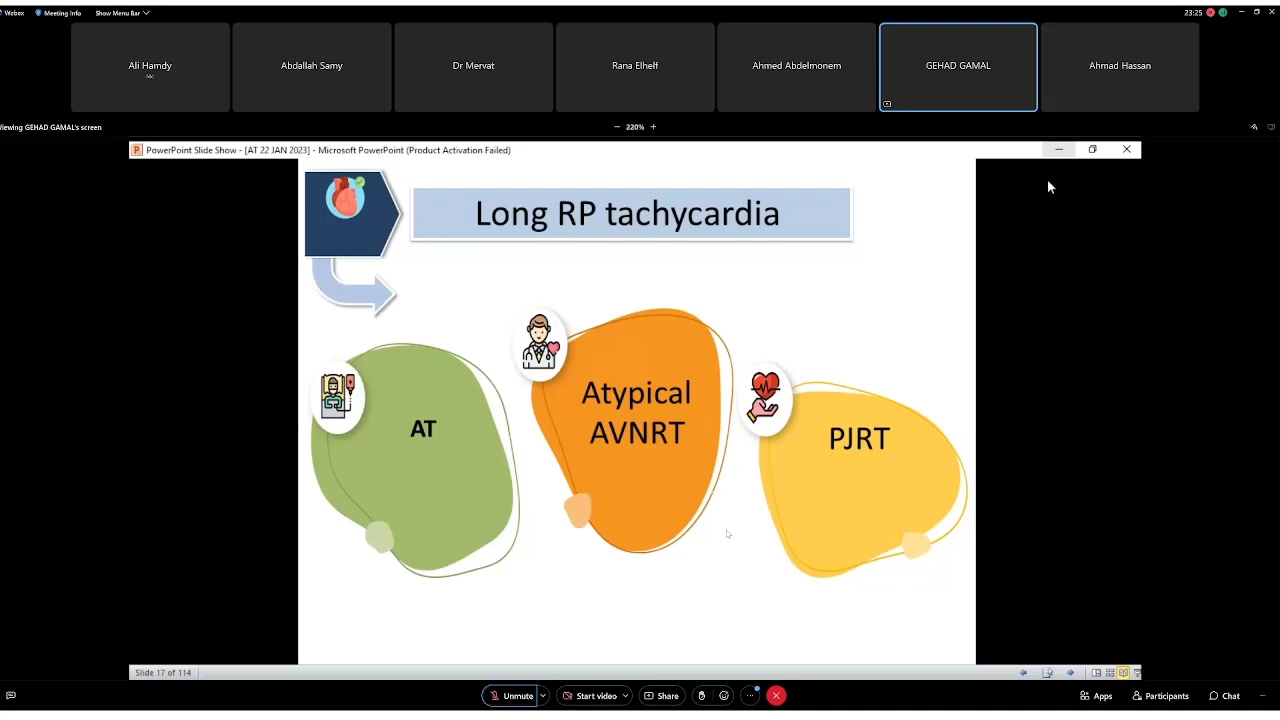 Webex
Meeting Info
Show Menu Bar
23:25
Ali Hamdy
Abdallah Samy
Dr Mervat
Rana Elhelf
Ahmed Abdelmonem
GEHAD GAMAL
Ahmad Hassan
iewing GEHAD GAMAL's screen
220%
PowerPoint Slide Show - [AT 22 JAN 2023] - Microsoft PowerPoint (Product Activation Failed)
Long RP tachycardia
AT
Atypical
AVNRT
PJRT
Slide 17 of 114
Unmute
Start video
Share
Apps
Participants
Chat